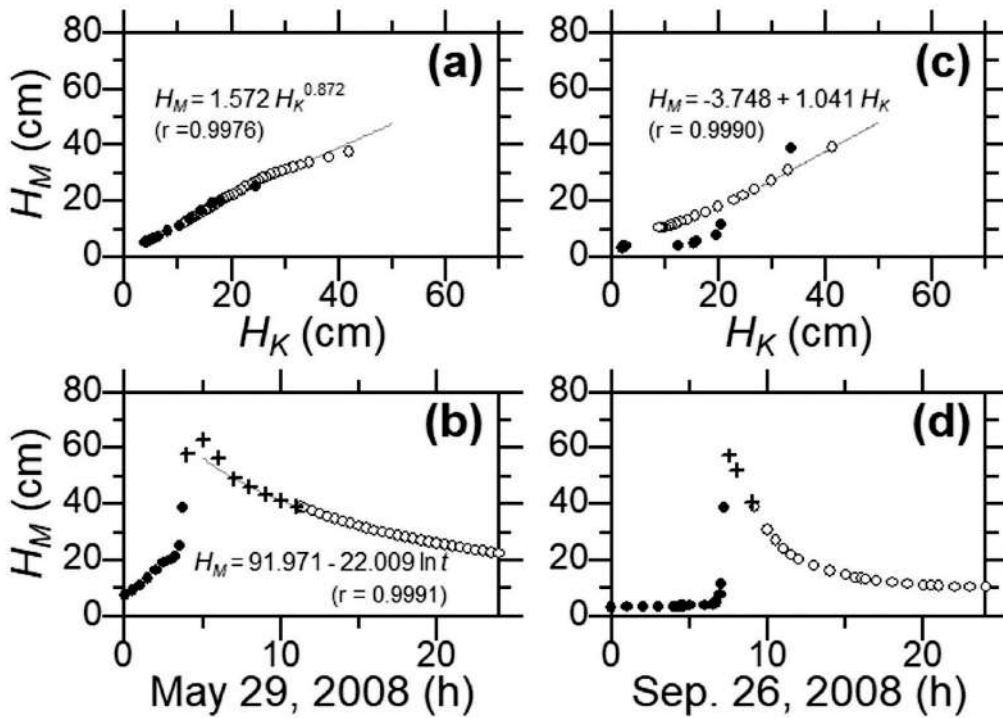 80
60
40
20
0
H_M (cm)
(a)
H_M = 1.572 H_K^0.872
(r =0.9976)
0 20 40 60
H_K (cm)
80
60
40
20
0
H_M (cm)
(c)
H_M = -3.748 + 1.041 H_K
(r = 0.9990)
0 20 40 60
H_K (cm)
80
60
40
20
0
H_M (cm)
(b)
H_M = 91.971 - 22.009 ln t
(r = 0.9991)
0 10 20
May 29, 2008 (h)
80
60
40
20
0
(d)
0 10 20
Sep. 26, 2008 (h)